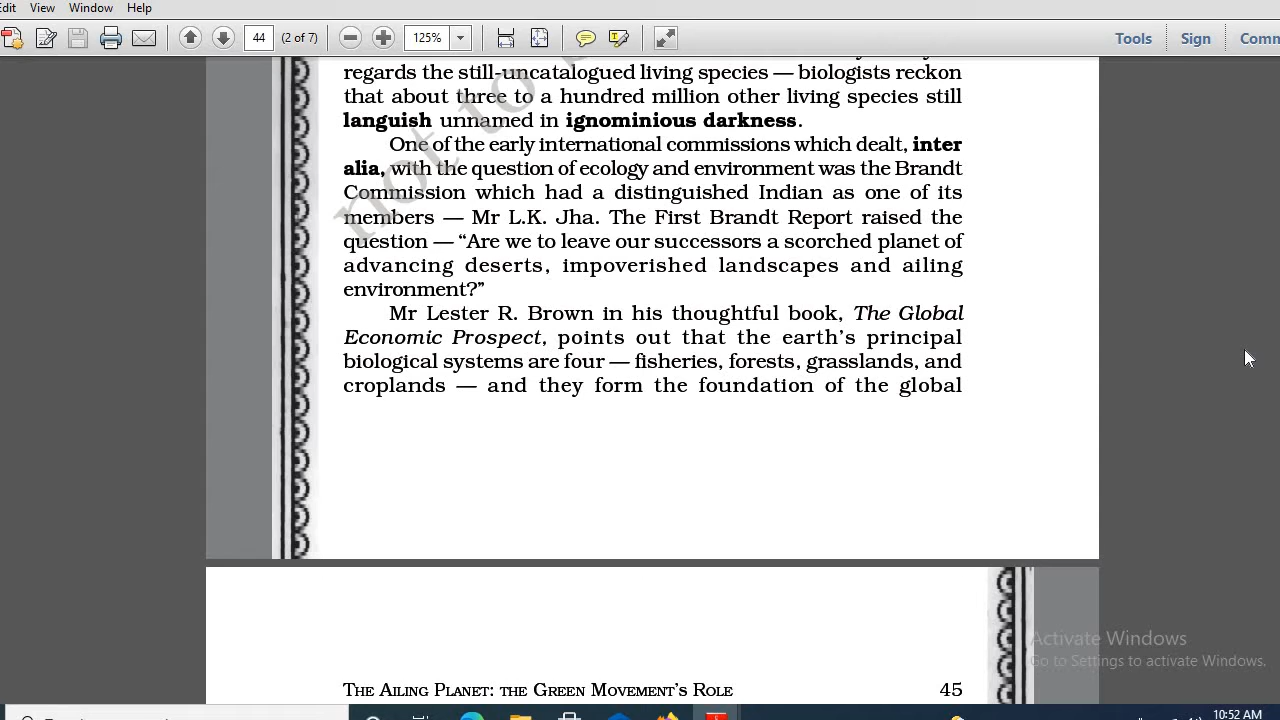 Edit View Window Help
44 (2 of 7) 125% Tools Sign Comm
regards the still-uncatalogued living species — biologists reckon
that about three to a hundred million other living species still
languish unnamed in ignominious darkness.
One of the early international commissions which dealt, inter
alia, with the question of ecology and environment was the Brandt
Commission which had a distinguished Indian as one of its
members — Mr L.K. Jha. The First Brandt Report raised the
question — “Are we to leave our successors a scorched planet of
advancing deserts, impoverished landscapes and ailing
environment?”
Mr Lester R. Brown in his thoughtful book, The Global
Economic Prospect, points out that the earth’s principal
biological systems are four — fisheries, forests, grasslands, and
croplands — and they form the foundation of the global
not to
Activate Windows
Go to Settings to activate Windows.
THE AILING PLANET: THE GREEN MOVEMENT’S ROLE 45
10:52 AM